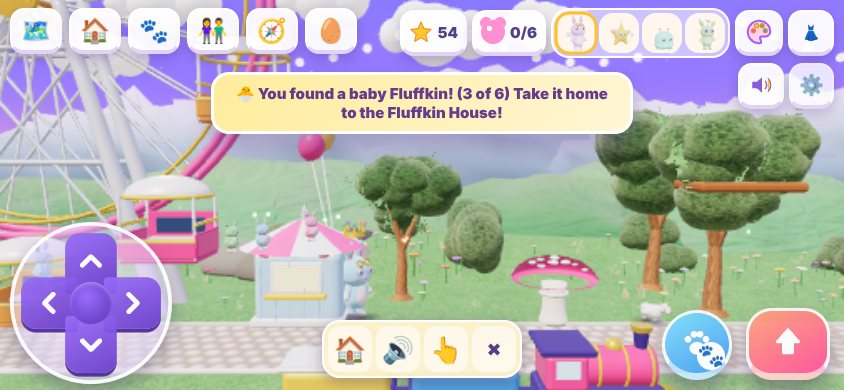 54
0/6
🐣 You found a baby Fluffkin! (3 of 6) Take it home
to the Fluffkin House!